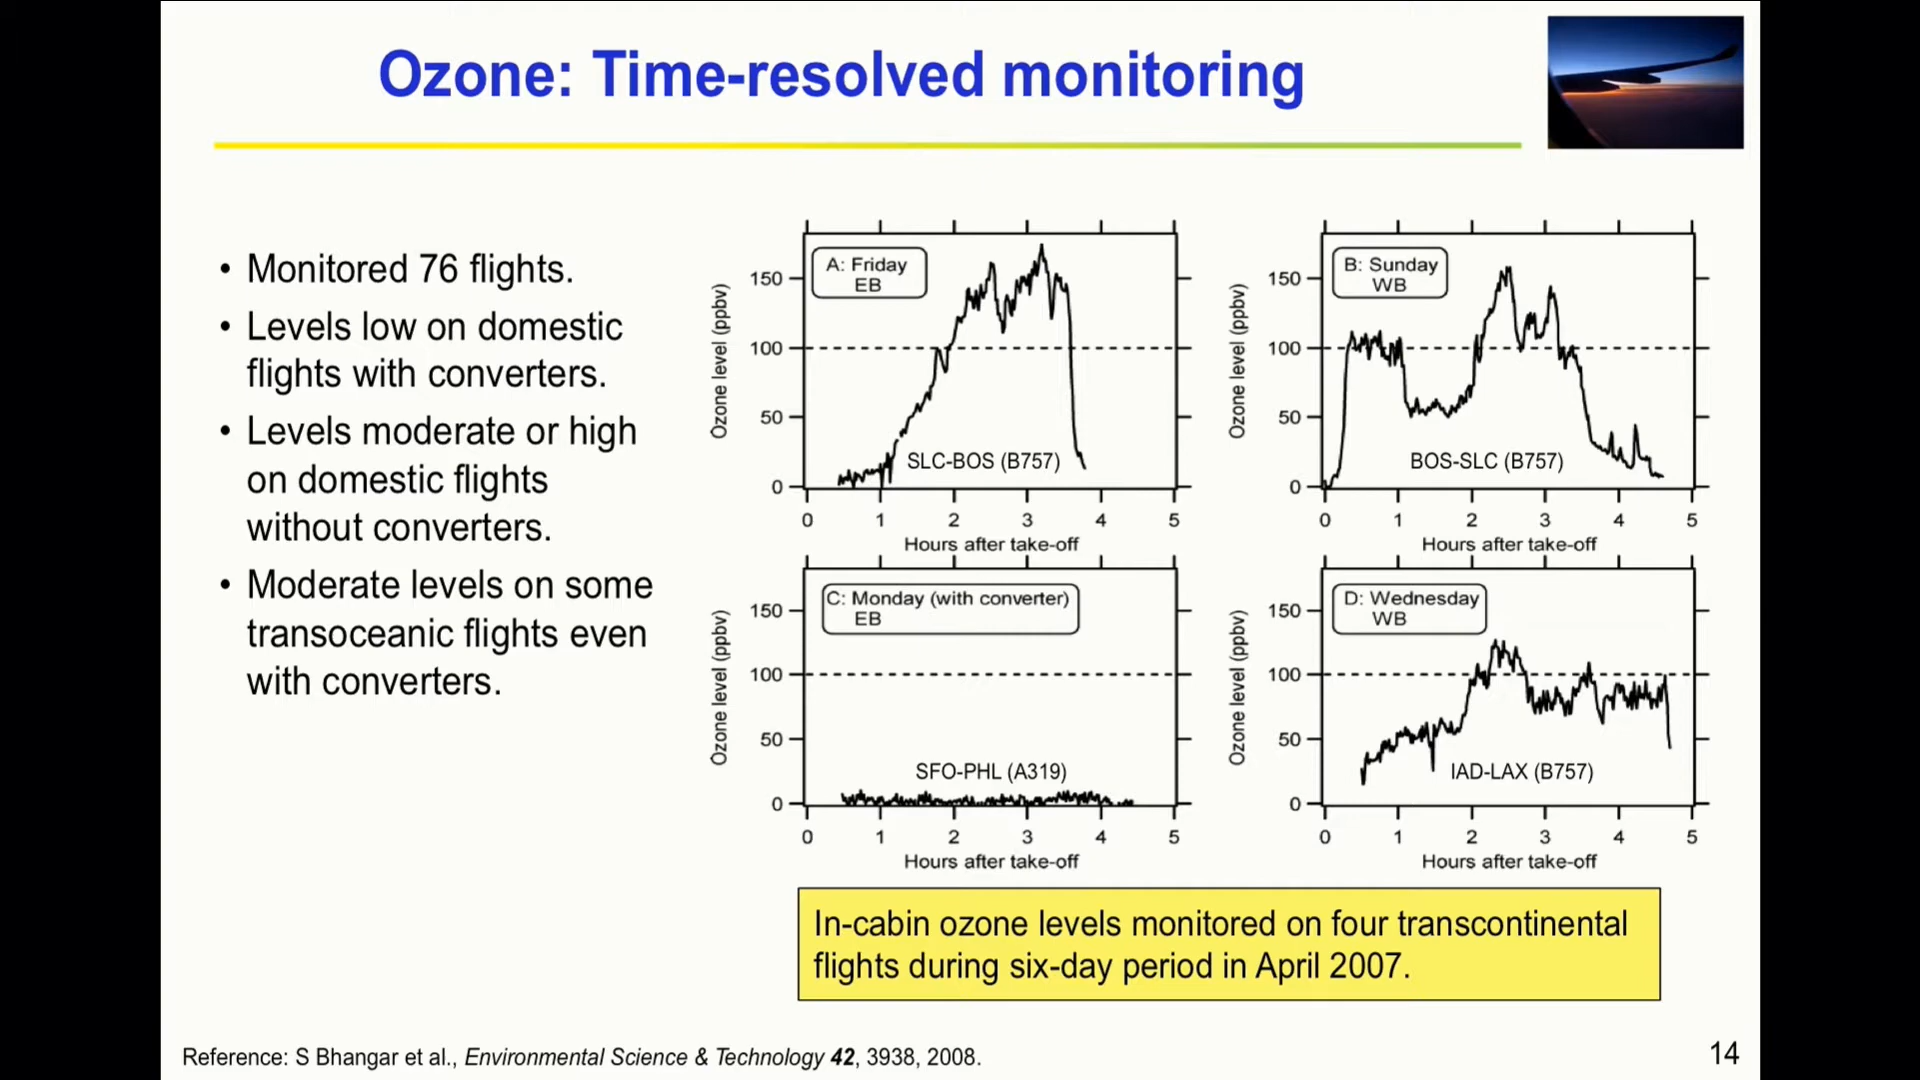 Ozone: Time-resolved monitoring
• Monitored 76 flights.
• Levels low on domestic
flights with converters.
• Levels moderate or high
on domestic flights
without converters.
• Moderate levels on some
transoceanic flights even
with converters.
A: Friday
EB
Ozone level (ppbv)
150
100
50
0
SLC-BOS (B757)
0 1 2 3 4 5
Hours after take-off
B: Sunday
WB
Ozone level (ppbv)
150
100
50
0
BOS-SLC (B757)
0 1 2 3 4 5
Hours after take-off
C: Monday (with converter)
EB
Ozone level (ppbv)
150
100
50
0
SFO-PHL (A319)
0 1 2 3 4 5
Hours after take-off
D: Wednesday
WB
Ozone level (ppbv)
150
100
50
0
IAD-LAX (B757)
0 1 2 3 4 5
Hours after take-off
In-cabin ozone levels monitored on four transcontinental
flights during six-day period in April 2007.
Reference: S Bhangar et al., Environmental Science & Technology 42, 3938, 2008.
14